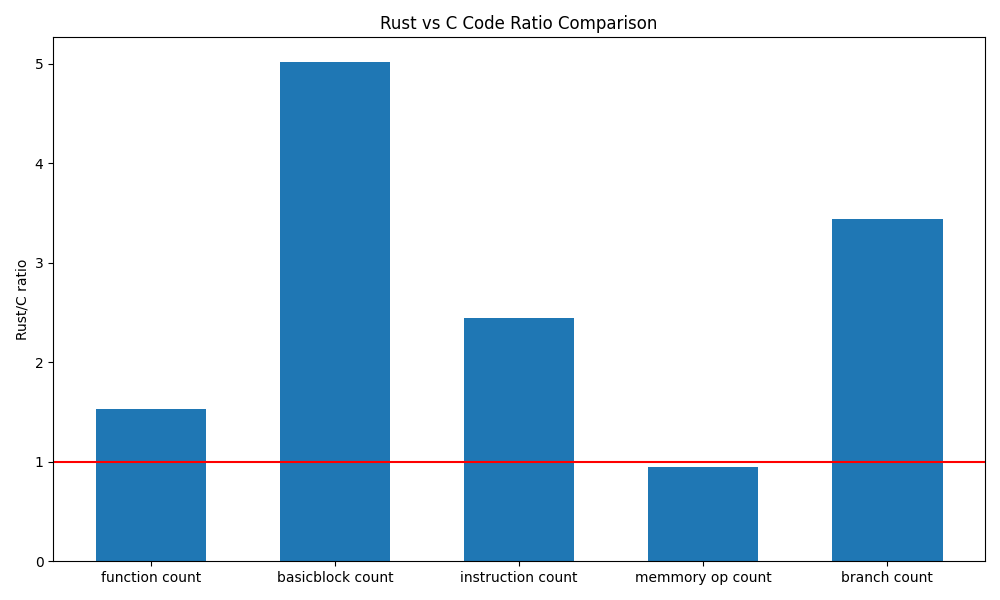 Rust vs C Code Ratio Comparison
Rust/C ratio
5
4
3
2
1
0
function count
basicblock count
instruction count
memmory op count
branch count